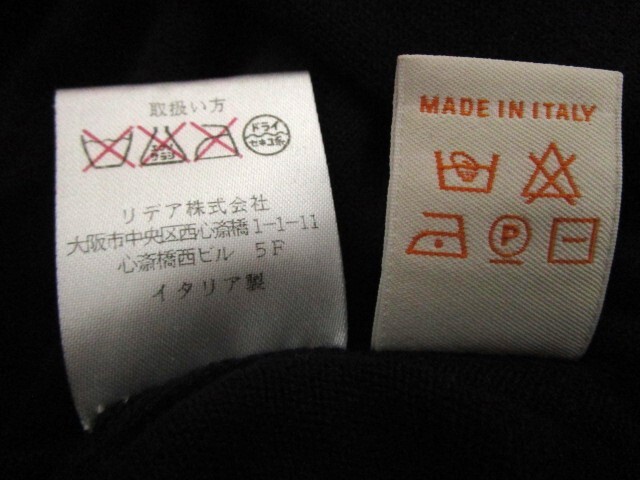 取扱い方
ドライ
セキユ系
リデア株式会社
大阪市中央区西心斎橋1-1-11
心斎橋西ビル 5F
イタリア製
MADE IN ITALY
P